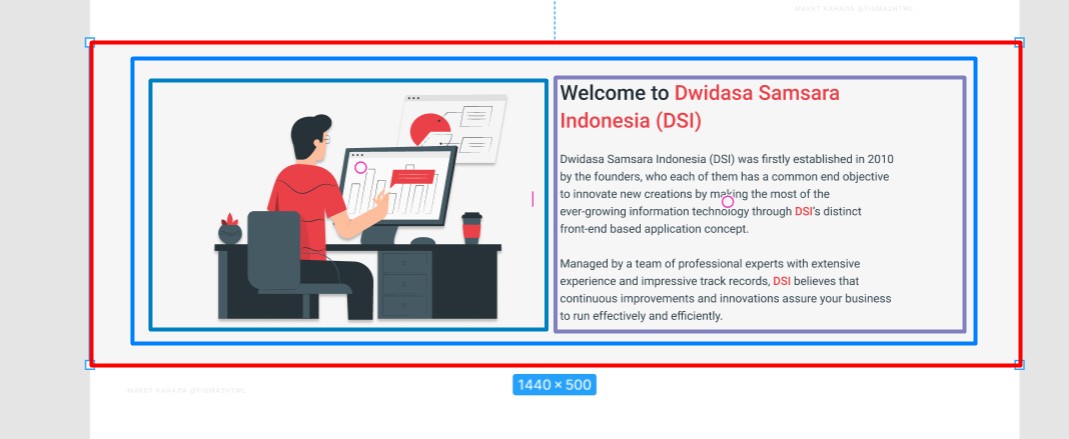 МАКЕТ КАНАЛА @FIGMA2HTML
Welcome to Dwidasa Samsara
Indonesia (DSI)
Dwidasa Samsara Indonesia (DSI) was firstly established in 2010
by the founders, who each of them has a common end objective
to innovate new creations by making the most of the
ever-growing information technology through DSI's distinct
front-end based application concept.
Managed by a team of professional experts with extensive
experience and impressive track records, DSI believes that
continuous improvements and innovations assure your business
to run effectively and efficiently.
1440 × 500
МАКЕТ КАНАЛА @FIGMA2HTML